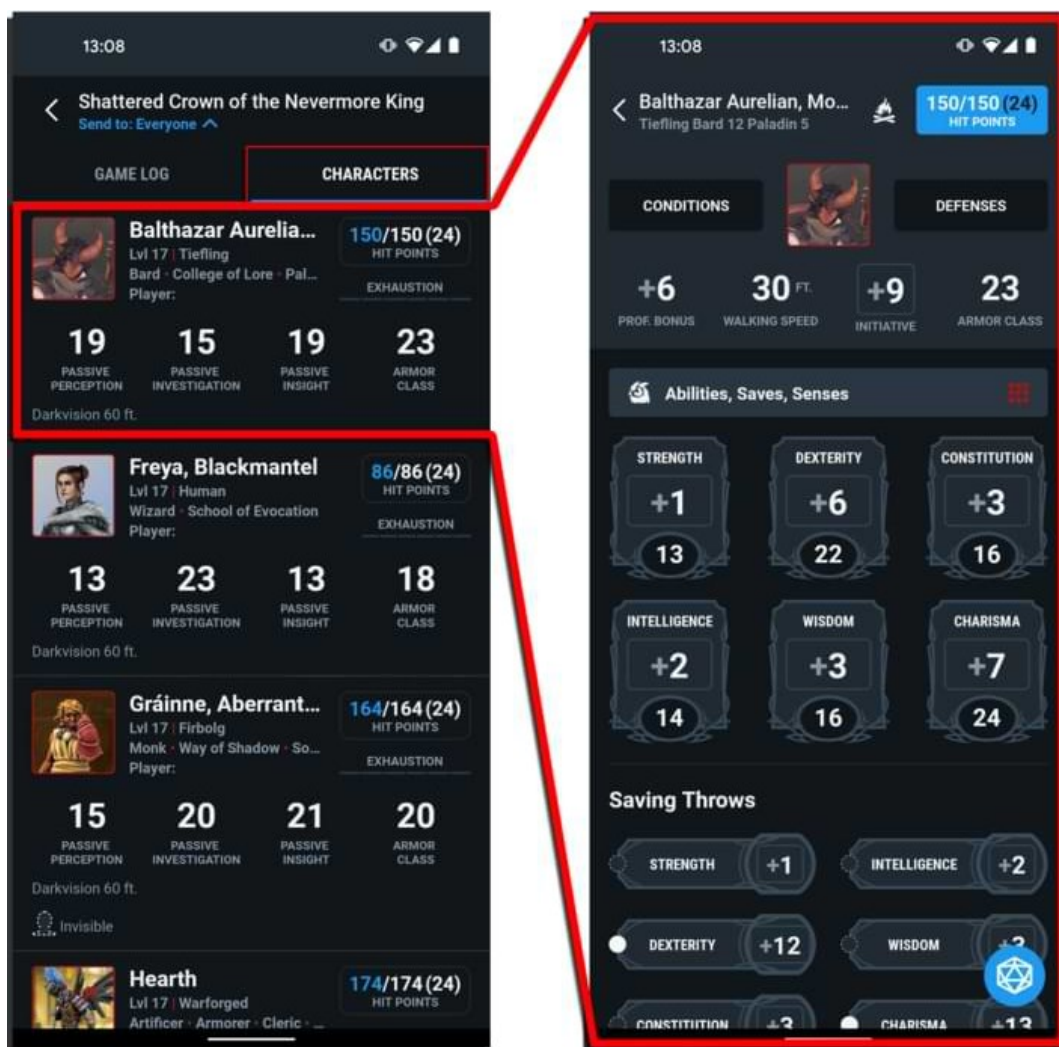 13:08
Shattered Crown of the Nevermore King
Send to: Everyone
GAME LOG
CHARACTERS
Balthazar Aurelia...
150/150 (24)
Lvl 17 | Tiefling
HIT POINTS
Bard · College of Lore · Pal...
EXHAUSTION
Player:
19 15 19 23
PASSIVE PERCEPTION PASSIVE INVESTIGATION PASSIVE INSIGHT ARMOR CLASS
Darkvision 60 ft.
Freya, Blackmantel
86/86 (24)
Lvl 17 | Human
HIT POINTS
Wizard · School of Evocation
EXHAUSTION
Player:
13 23 13 18
PASSIVE PERCEPTION PASSIVE INVESTIGATION PASSIVE INSIGHT ARMOR CLASS
Darkvision 60 ft.
Gráinne, Aberrant...
164/164 (24)
Lvl 17 | Firbolg
HIT POINTS
Monk · Way of Shadow · So...
EXHAUSTION
Player:
15 20 21 20
PASSIVE PERCEPTION PASSIVE INVESTIGATION PASSIVE INSIGHT ARMOR CLASS
Darkvision 60 ft.
Invisible
Hearth
174/174 (24)
Lvl 17 | Warforged
HIT POINTS
Artificer · Armorer · Cleric · ...
13:08
Balthazar Aurelian, Mo...
150/150 (24)
Tiefling Bard 12 Paladin 5
HIT POINTS
CONDITIONS
DEFENSES
+6 30 FT. +9 23
PROF. BONUS WALKING SPEED INITIATIVE ARMOR CLASS
Abilities, Saves, Senses
STRENGTH DEXTERITY CONSTITUTION
+1 +6 +3
13 22 16
INTELLIGENCE WISDOM CHARISMA
+2 +3 +7
14 16 24
Saving Throws
STRENGTH +1 INTELLIGENCE +2
DEXTERITY +12 WISDOM +3
CONSTITUTION +3 CHARISMA +13